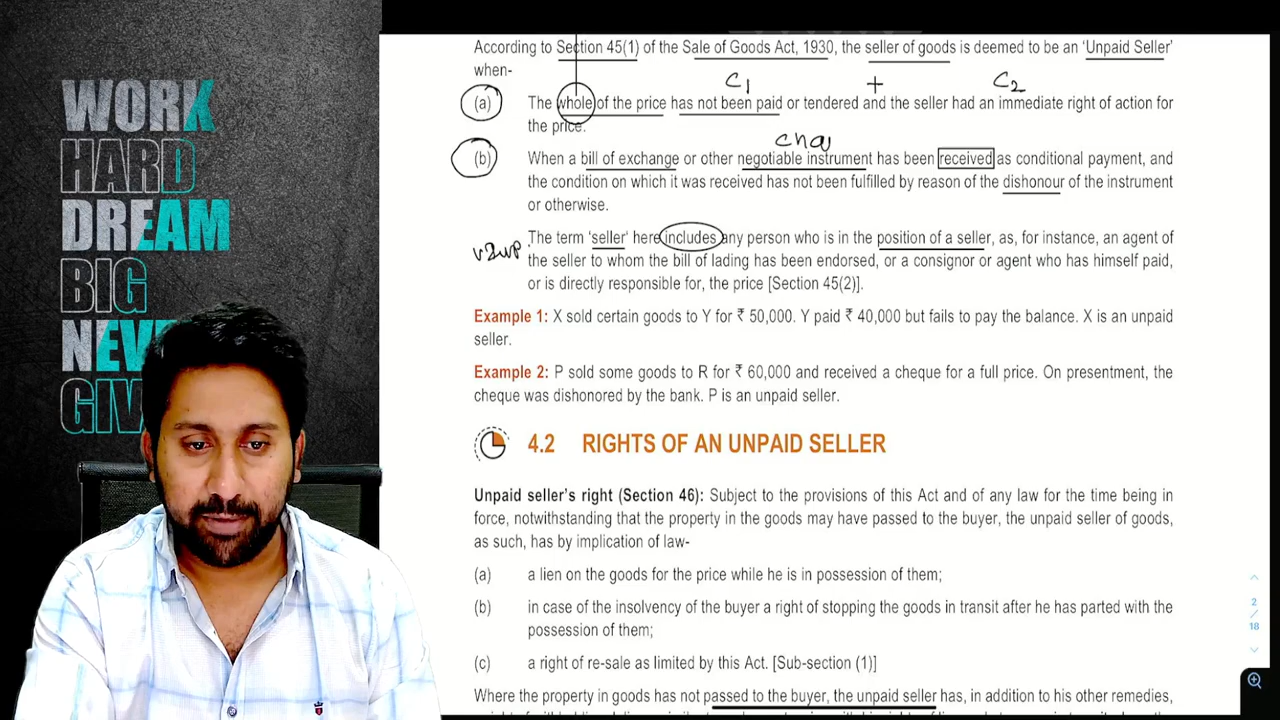 WORK
HARD
DREAM
BIG
NEVE
GIV
According to Section 45(1) of the Sale of Goods Act, 1930, the seller of goods is deemed to be an ‘Unpaid Seller’
when-
C1 + C2
(a) The whole of the price has not been paid or tendered and the seller had an immediate right of action for
the price.
(b) When a bill of exchange or other negotiable instrument has been received as conditional payment, and
the condition on which it was received has not been fulfilled by reason of the dishonour of the instrument
or otherwise.
The term ‘seller‘ here includes any person who is in the position of a seller, as, for instance, an agent of
the seller to whom the bill of lading has been endorsed, or a consignor or agent who has himself paid,
or is directly responsible for, the price [Section 45(2)].
Example 1: X sold certain goods to Y for ₹ 50,000. Y paid ₹ 40,000 but fails to pay the balance. X is an unpaid
seller.
Example 2: P sold some goods to R for ₹ 60,000 and received a cheque for a full price. On presentment, the
cheque was dishonored by the bank. P is an unpaid seller.
4.2 RIGHTS OF AN UNPAID SELLER
Unpaid seller’s right (Section 46): Subject to the provisions of this Act and of any law for the time being in
force, notwithstanding that the property in the goods may have passed to the buyer, the unpaid seller of goods,
as such, has by implication of law-
(a) a lien on the goods for the price while he is in possession of them;
(b) in case of the insolvency of the buyer a right of stopping the goods in transit after he has parted with the
possession of them;
(c) a right of re-sale as limited by this Act. [Sub-section (1)]
Where the property in goods has not passed to the buyer, the unpaid seller has, in addition to his other remedies,
2
/
18